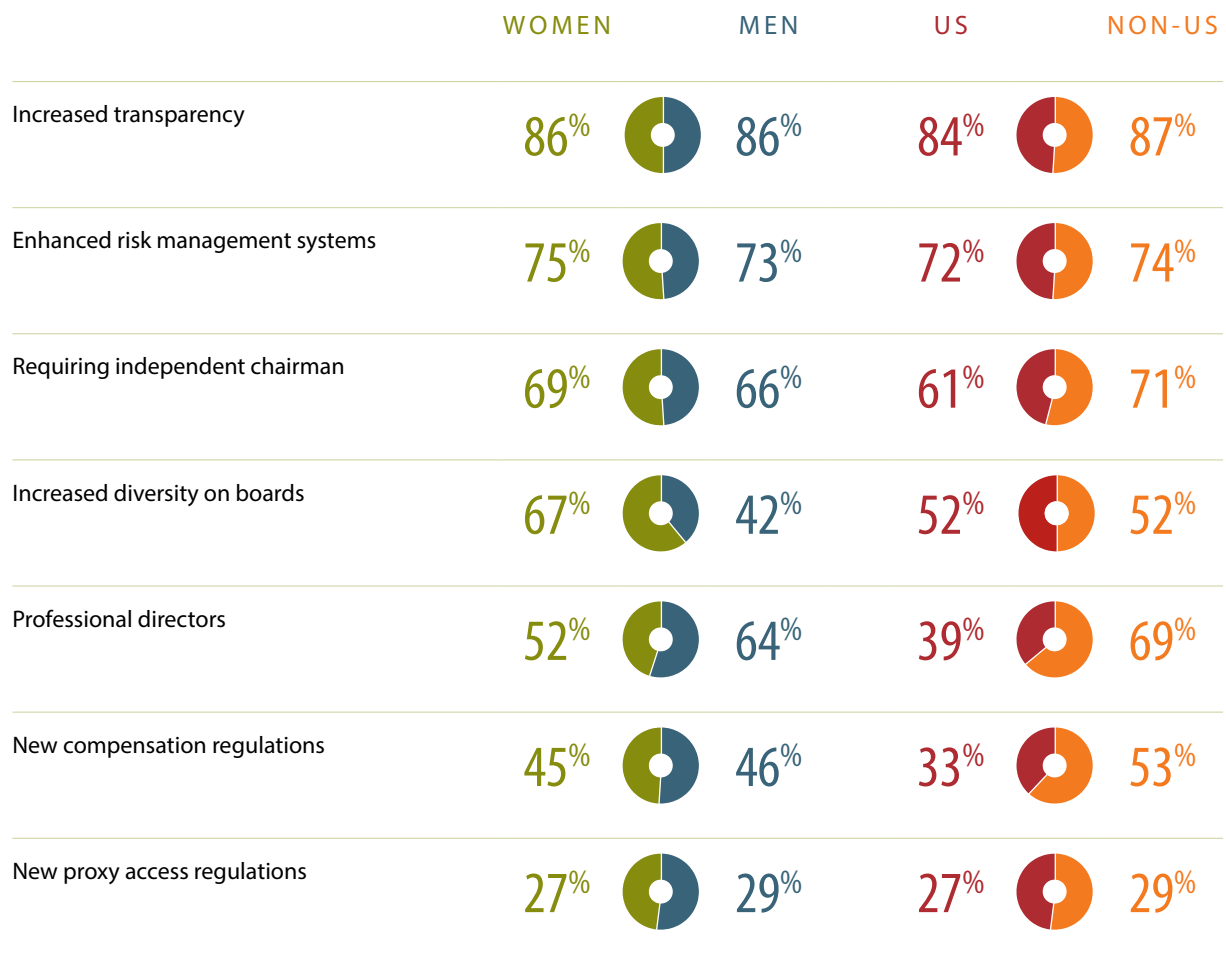 WOMEN MEN US NON-US
Increased transparency 86% 86% 84% 87%
Enhanced risk management systems 75% 73% 72% 74%
Requiring independent chairman 69% 66% 61% 71%
Increased diversity on boards 67% 42% 52% 52%
Professional directors 52% 64% 39% 69%
New compensation regulations 45% 46% 33% 53%
New proxy access regulations 27% 29% 27% 29%